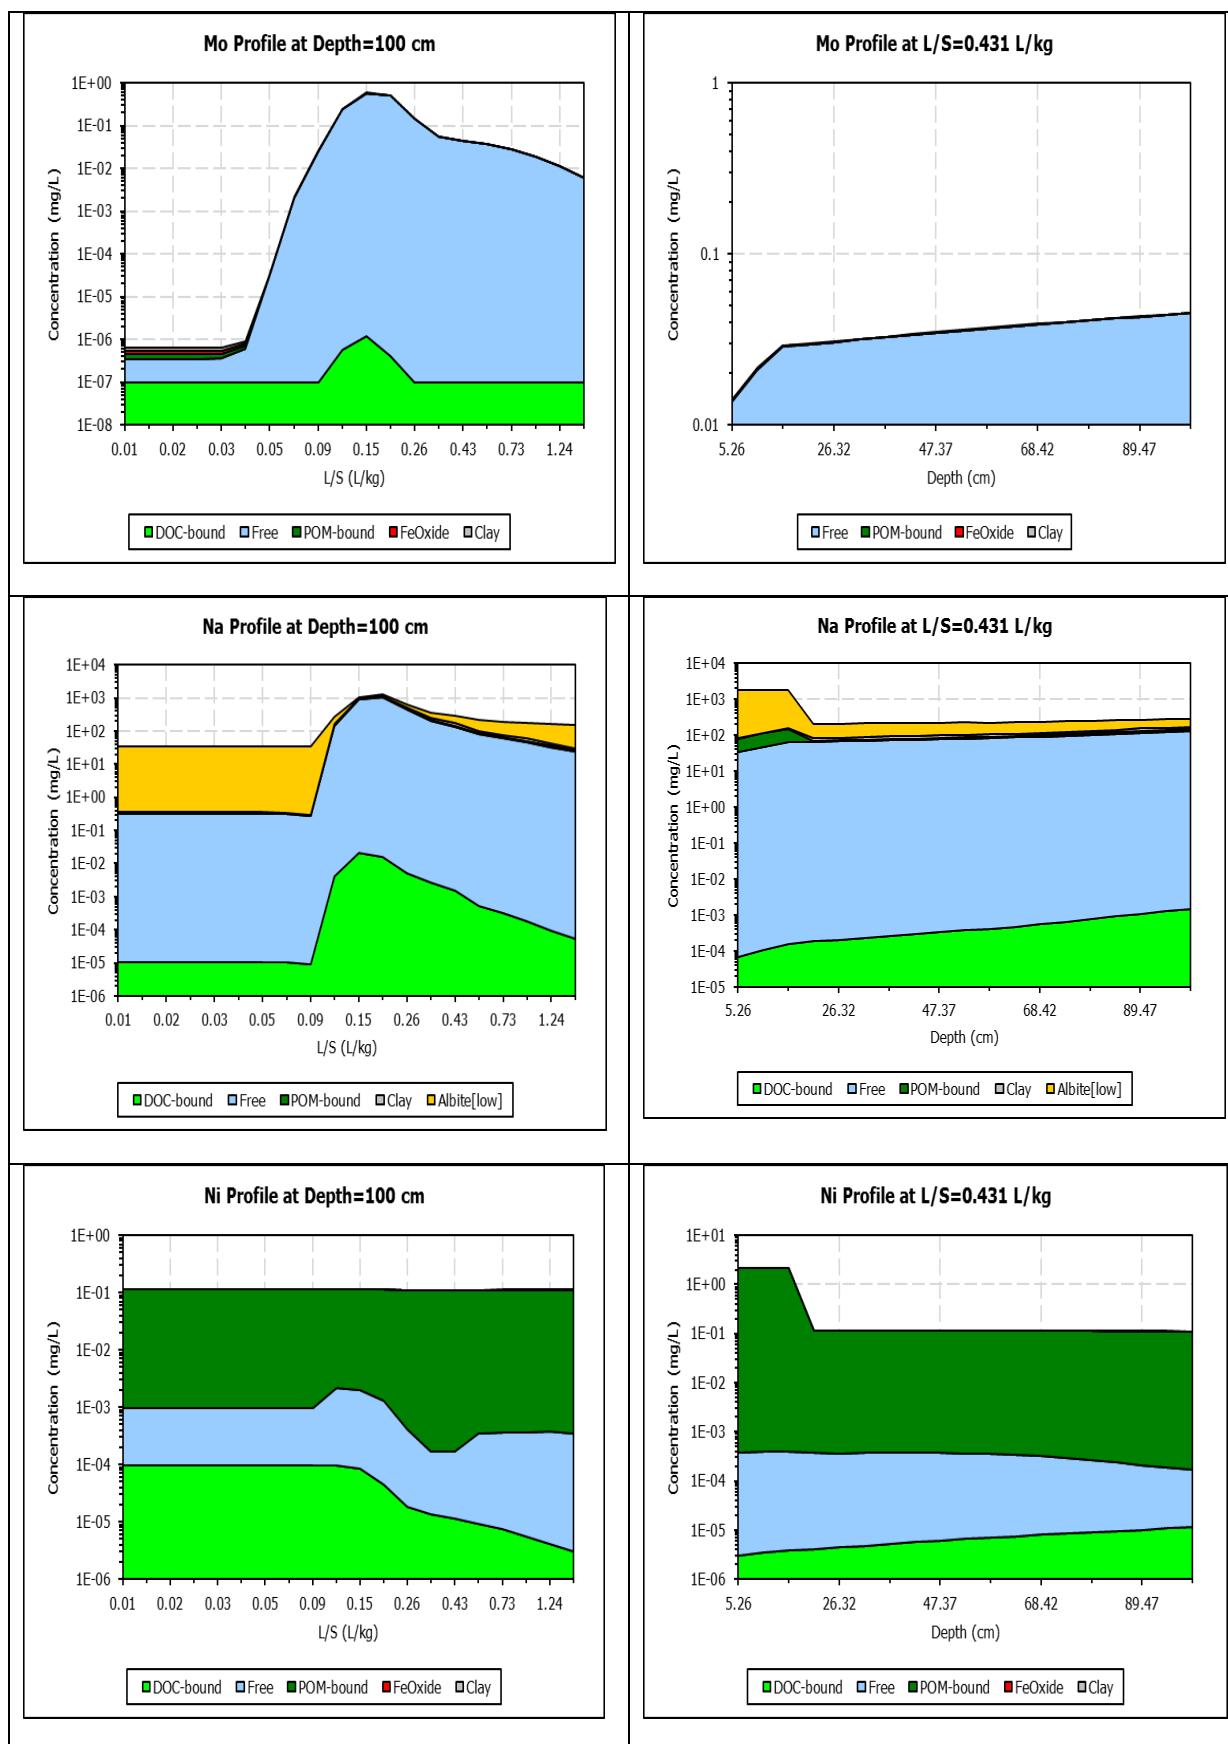 Mo Profile at Depth=100 cm
Concentration (mg/L)
1E+00
1E-01
1E-02
1E-03
1E-04
1E-05
1E-06
1E-07
1E-08
0.01 0.02 0.03 0.05 0.09 0.15 0.26 0.43 0.73 1.24
L/S (L/kg)
DOC-bound Free POM-bound FeOxide Clay
Mo Profile at L/S=0.431 L/kg
Concentration (mg/L)
1
0.1
0.01
5.26 26.32 47.37 68.42 89.47
Depth (cm)
Free POM-bound FeOxide Clay
Na Profile at Depth=100 cm
Concentration (mg/L)
1E+04
1E+03
1E+02
1E+01
1E+00
1E-01
1E-02
1E-03
1E-04
1E-05
1E-06
0.01 0.02 0.03 0.05 0.09 0.15 0.26 0.43 0.73 1.24
L/S (L/kg)
DOC-bound Free POM-bound Clay Albite[low]
Na Profile at L/S=0.431 L/kg
Concentration (mg/L)
1E+04
1E+03
1E+02
1E+01
1E+00
1E-01
1E-02
1E-03
1E-04
1E-05
5.26 26.32 47.37 68.42 89.47
Depth (cm)
DOC-bound Free POM-bound Clay Albite[low]
Ni Profile at Depth=100 cm
Concentration (mg/L)
1E+00
1E-01
1E-02
1E-03
1E-04
1E-05
1E-06
0.01 0.02 0.03 0.05 0.09 0.15 0.26 0.43 0.73 1.24
L/S (L/kg)
DOC-bound Free POM-bound FeOxide Clay
Ni Profile at L/S=0.431 L/kg
Concentration (mg/L)
1E+01
1E+00
1E-01
1E-02
1E-03
1E-04
1E-05
1E-06
5.26 26.32 47.37 68.42 89.47
Depth (cm)
DOC-bound Free POM-bound FeOxide Clay